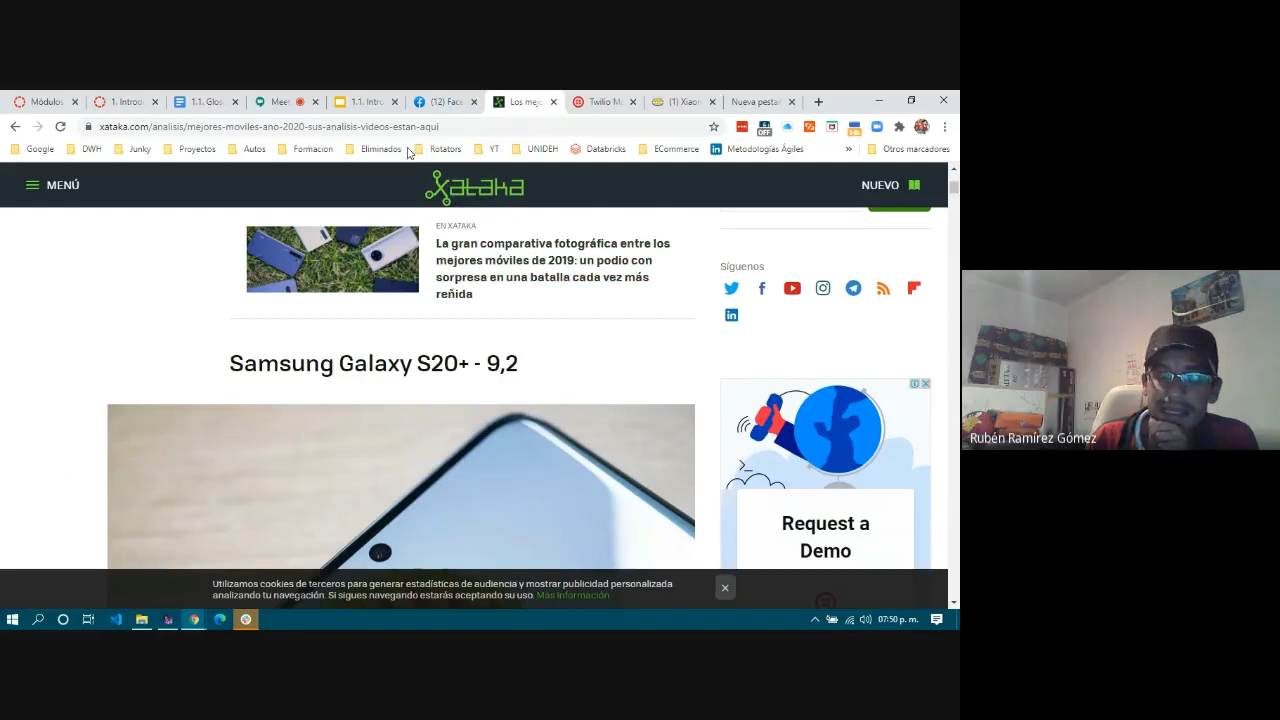 Módulos
1. Introd
1.1. Glos
Meet
1.1. Intro
(12) Face
Los mejo
Twilio Mo
(1) Xiaom
Nueva pestañ
xataka.com/analisis/mejores-moviles-ano-2020-sus-analisis-videos-estan-aqui
OFF
Google
DWH
Junky
Proyectos
Autos
Formacion
Eliminados
Rotators
YT
UNIDEH
Databricks
ECommerce
Metodologías Ágiles
»
Otros marcadores
MENÚ
xataka
NUEVO
EN XATAKA
La gran comparativa fotográfica entre los
mejores móviles de 2019: un podio con
sorpresa en una batalla cada vez más
reñida
Síguenos
Samsung Galaxy S20+ - 9,2
Request a
Demo
Utilizamos cookies de terceros para generar estadísticas de audiencia y mostrar publicidad personalizada
analizando tu navegación. Si sigues navegando estarás aceptando su uso. Más información
07:50 p. m.
Rubén Ramírez Gómez